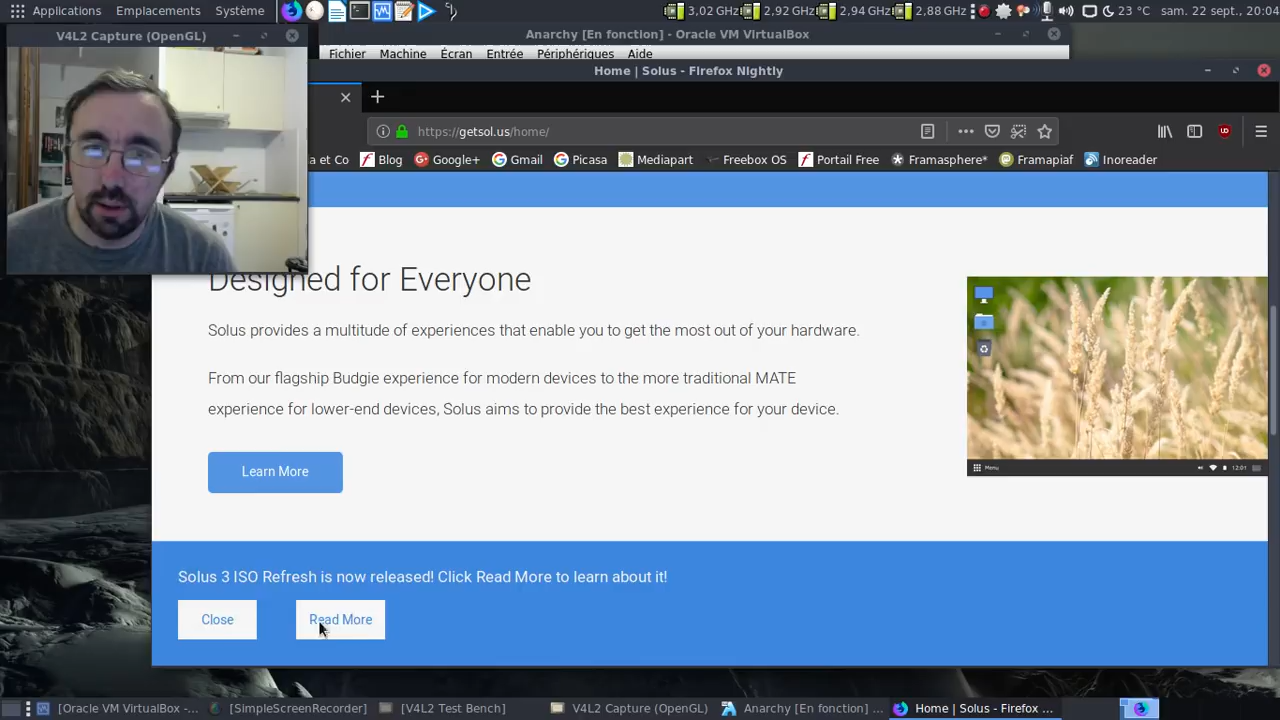 Applications Emplacements Système
3,02 GHz 2,92 GHz 2,94 GHz 2,88 GHz 23 °C sam. 22 sept., 20:04
V4L2 Capture (OpenGL)
Anarchy [En fonction] - Oracle VM VirtualBox
Fichier Machine Écran Entrée Périphériques Aide
Home | Solus - Firefox Nightly
https://getsol.us/home/
a et Co Blog Google+ Gmail Picasa Mediapart Freebox OS Portail Free Framasphere* Framapiaf Inoreader
Designed for Everyone
Solus provides a multitude of experiences that enable you to get the most out of your hardware.
From our flagship Budgie experience for modern devices to the more traditional MATE
experience for lower-end devices, Solus aims to provide the best experience for your device.
Learn More
Menu 12:01
Solus 3 ISO Refresh is now released! Click Read More to learn about it!
Close Read More
[Oracle VM VirtualBox -... [SimpleScreenRecorder] [V4L2 Test Bench] V4L2 Capture (OpenGL) Anarchy [En fonction] ... Home | Solus - Firefox ...